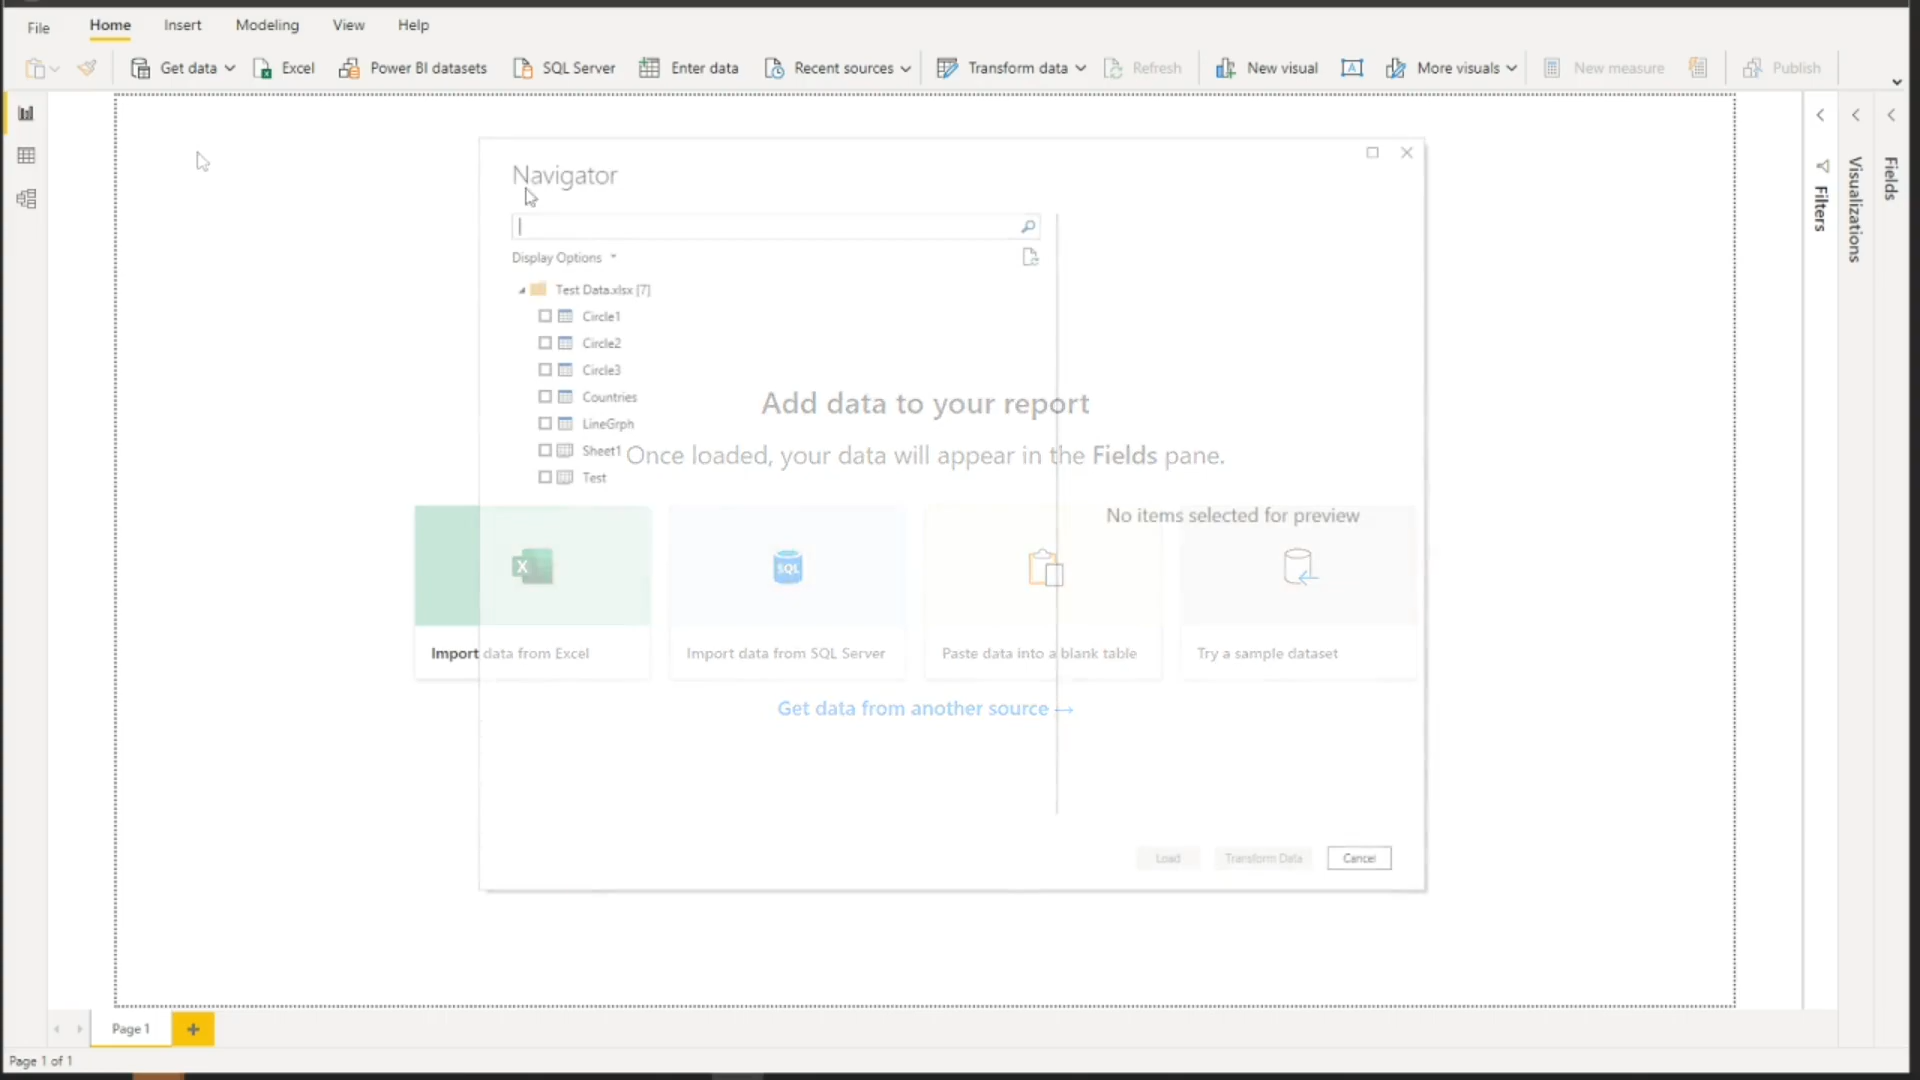 File Home Insert Modeling View Help
Get data Excel Power BI datasets SQL Server Enter data Recent sources Transform data Refresh New visual More visuals New measure Publish
Navigator
Display Options
Test Data.xlsx [7]
Circle1
Circle2
Circle3
Countries
LineGrph
Sheet1
Test
Add data to your report
Once loaded, your data will appear in the Fields pane.
No items selected for preview
SQL
Import data from Excel
Import data from SQL Server
Paste data into a blank table
Try a sample dataset
Get data from another source →
Load Transform Data Cancel
Filters
Visualizations
Fields
Page 1
Page 1 of 1